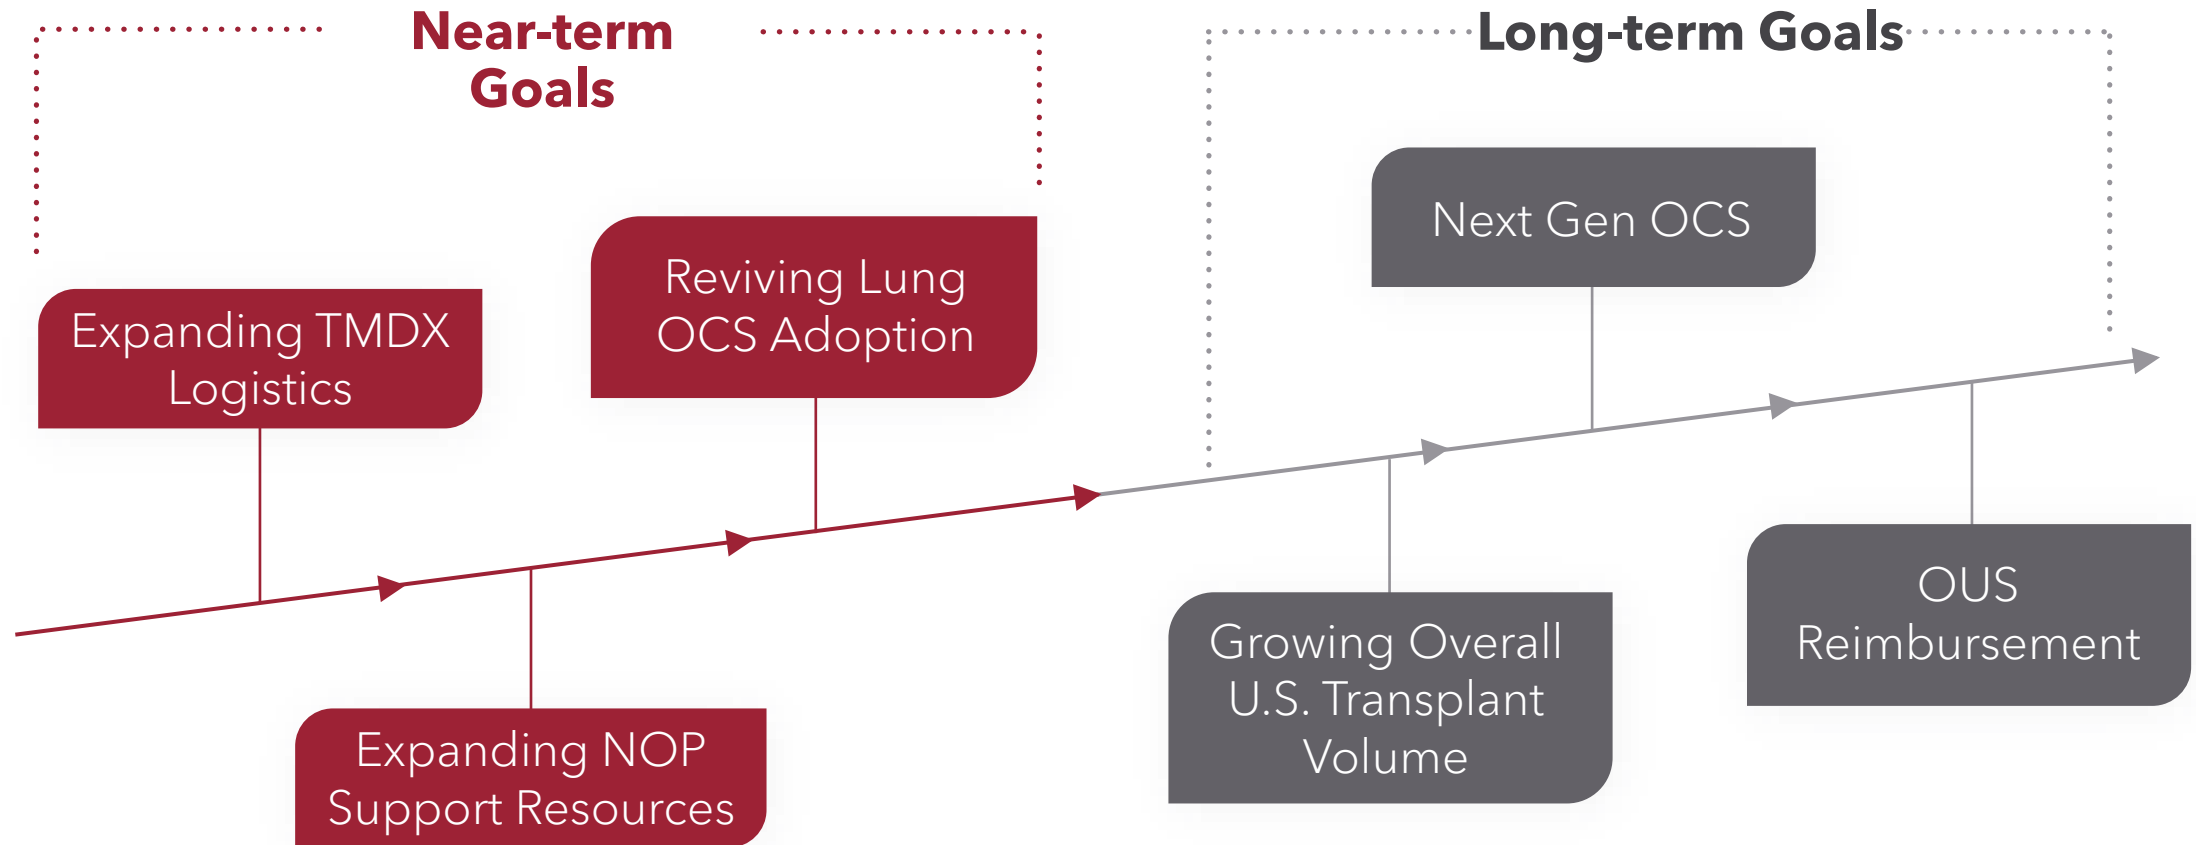 Near-term
Goals
Expanding TMDX
Logistics
Expanding NOP
Support Resources
Reviving Lung
OCS Adoption
Long-term Goals
Growing Overall
U.S. Transplant
Volume
Next Gen OCS
OUS
Reimbursement